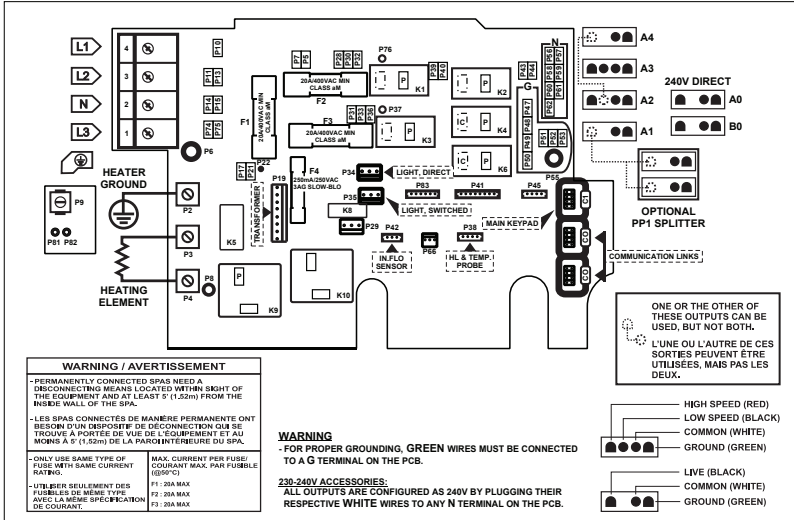 L1
L2
N
L3
4
3
2
1
P10
P11
P13
P14
P15
P74
P75
P6
P7
P5
P28
P30
P32
P76
20A/400VAC MIN
CLASS aM
F2
F1
20A/400VAC MIN
CLASS aM
20A/400VAC MIN
CLASS aM
F3
P31
P33
P36
P37
P
K1
P39
P40
K2
P
K3
C
K4
C
K6
P43
P44
N
P56
P57
P58
P59
P60
P61
P62
G
P47
P48
P49
P50
P51
P52
P53
P55
A4
A3
A2
A1
240V DIRECT
A0
B0
OPTIONAL
PP1 SPLITTER
HEATER
GROUND
P9
P81 P82
P2
P3
P4
P8
HEATING
ELEMENT
P17
P21
P22
P19
TRANSFORMER
F4
250mA/250VAC
3AG SLOW-BLO
K5
P34
LIGHT, DIRECT
P35
LIGHT, SWITCHED
K8
P29
P83
P41
P45
MAIN KEYPAD
P42
P66
P38
IN.FLO
SENSOR
HL & TEMP.
PROBE
C1
CO
CO
COMMUNICATION LINKS
P
K9
P
K10
ONE OR THE OTHER OF
THESE OUTPUTS CAN BE
USED, BUT NOT BOTH.
L'UNE OU L'AUTRE DE CES
SORTIES PEUVENT ÊTRE
UTILISÉES, MAIS PAS LES
DEUX.
WARNING / AVERTISSEMENT
- PERMANENTLY CONNECTED SPAS NEED A
DISCONNECTING MEANS LOCATED WITHIN SIGHT OF
THE EQUIPMENT AND AT LEAST 5' (1,52m) FROM THE
INSIDE WALL OF THE SPA.
- LES SPAS CONNECTÉS DE MANIÈRE PERMANENTE ONT
BESOIN D'UN DISPOSITIF DE DÉCONNECTION QUI SE
TROUVE À PORTÉE DE VUE DE L'ÉQUIPEMENT ET AU
MOINS À 5' (1,52m) DE LA PAROI INTÉRIEURE DU SPA.
- ONLY USE SAME TYPE OF
FUSE WITH SAME CURRENT
RATING.
- UTILISER SEULEMENT DES
FUSIBLES DE MÊME TYPE
AVEC LA MÊME SPÉCIFICATION
DE COURANT.
MAX. CURRENT PER FUSE/
COURANT MAX. PAR FUSIBLE
(@50°C)
F1 : 20A MAX
F2 : 20A MAX
F3 : 20A MAX
WARNING
- FOR PROPER GROUNDING, GREEN WIRES MUST BE CONNECTED
TO A G TERMINAL ON THE PCB.
230-240V ACCESSORIES:
ALL OUTPUTS ARE CONFIGURED AS 240V BY PLUGGING THEIR
RESPECTIVE WHITE WIRES TO ANY N TERMINAL ON THE PCB.
HIGH SPEED (RED)
LOW SPEED (BLACK)
COMMON (WHITE)
GROUND (GREEN)
LIVE (BLACK)
COMMON (WHITE)
GROUND (GREEN)